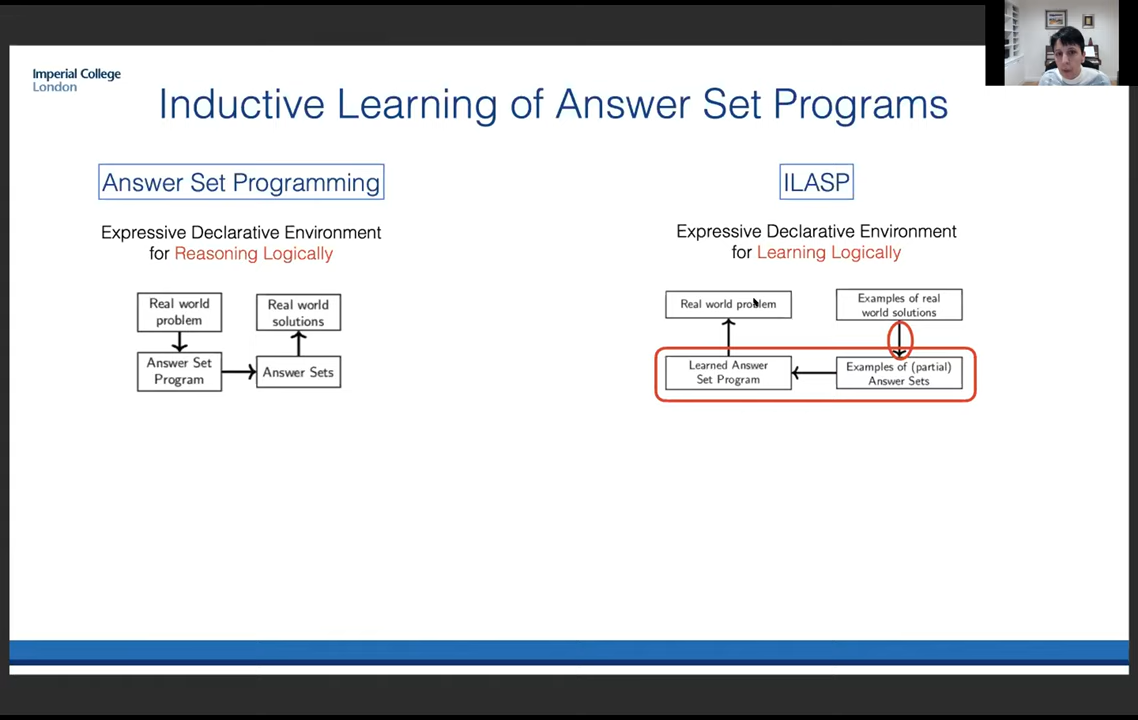 Imperial College
London
Inductive Learning of Answer Set Programs
Answer Set Programming
Expressive Declarative Environment
for Reasoning Logically
Real world
problem
Real world
solutions
Answer Set
Program
Answer Sets
ILASP
Expressive Declarative Environment
for Learning Logically
Real world problem
Examples of real
world solutions
Learned Answer
Set Program
Examples of (partial)
Answer Sets